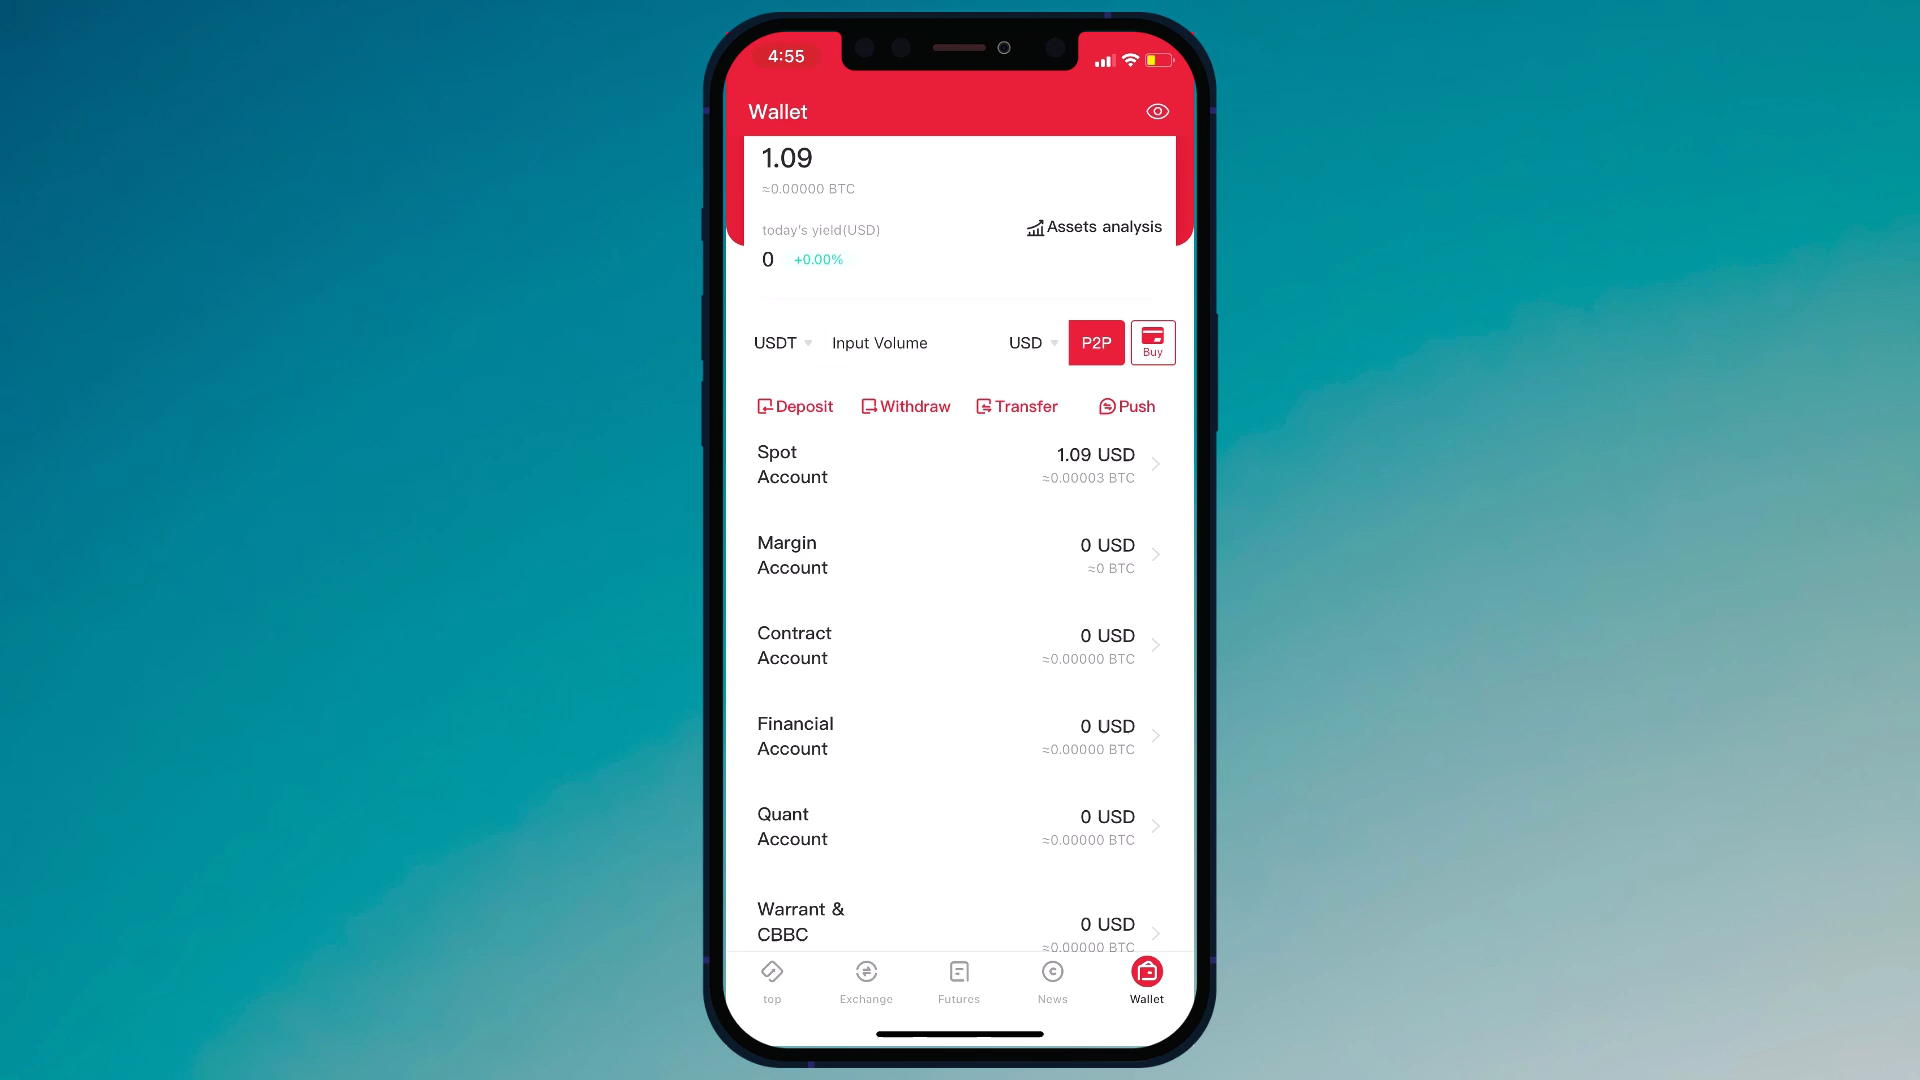 4:55
Wallet
1.09
≈0.00000 BTC
today's yield(USD)
Assets analysis
0 +0.00%
USDT Input Volume USD P2P Buy
Deposit Withdraw Transfer Push
Spot
Account
1.09 USD
≈0.00003 BTC
Margin
Account
0 USD
≈0 BTC
Contract
Account
0 USD
≈0.00000 BTC
Financial
Account
0 USD
≈0.00000 BTC
Quant
Account
0 USD
≈0.00000 BTC
Warrant &
CBBC
0 USD
≈0.00000 BTC
top Exchange Futures News Wallet